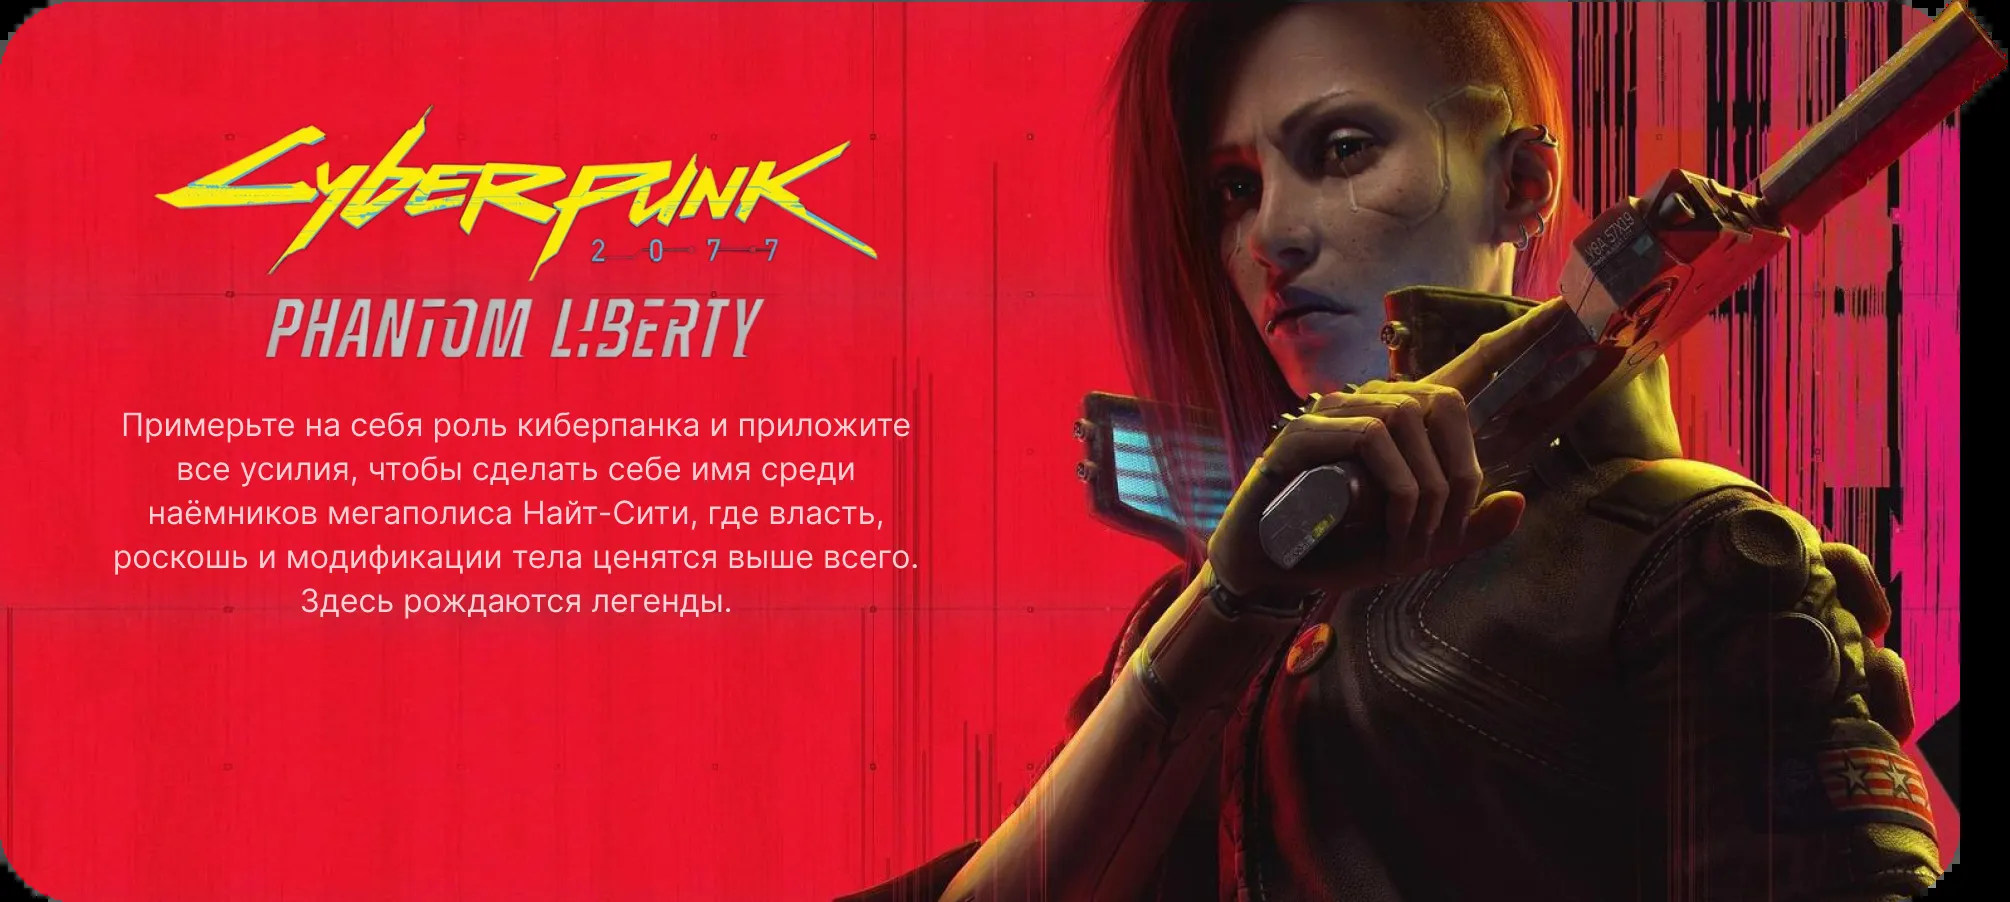 CYBERPUNK
2077
PHANTOM LIBERTY
Примерьте на себя роль киберпанка и приложите
все усилия, чтобы сделать себе имя среди
наёмников мегаполиса Найт-Сити, где власть,
роскошь и модификации тела ценятся выше всего.
Здесь рождаются легенды.